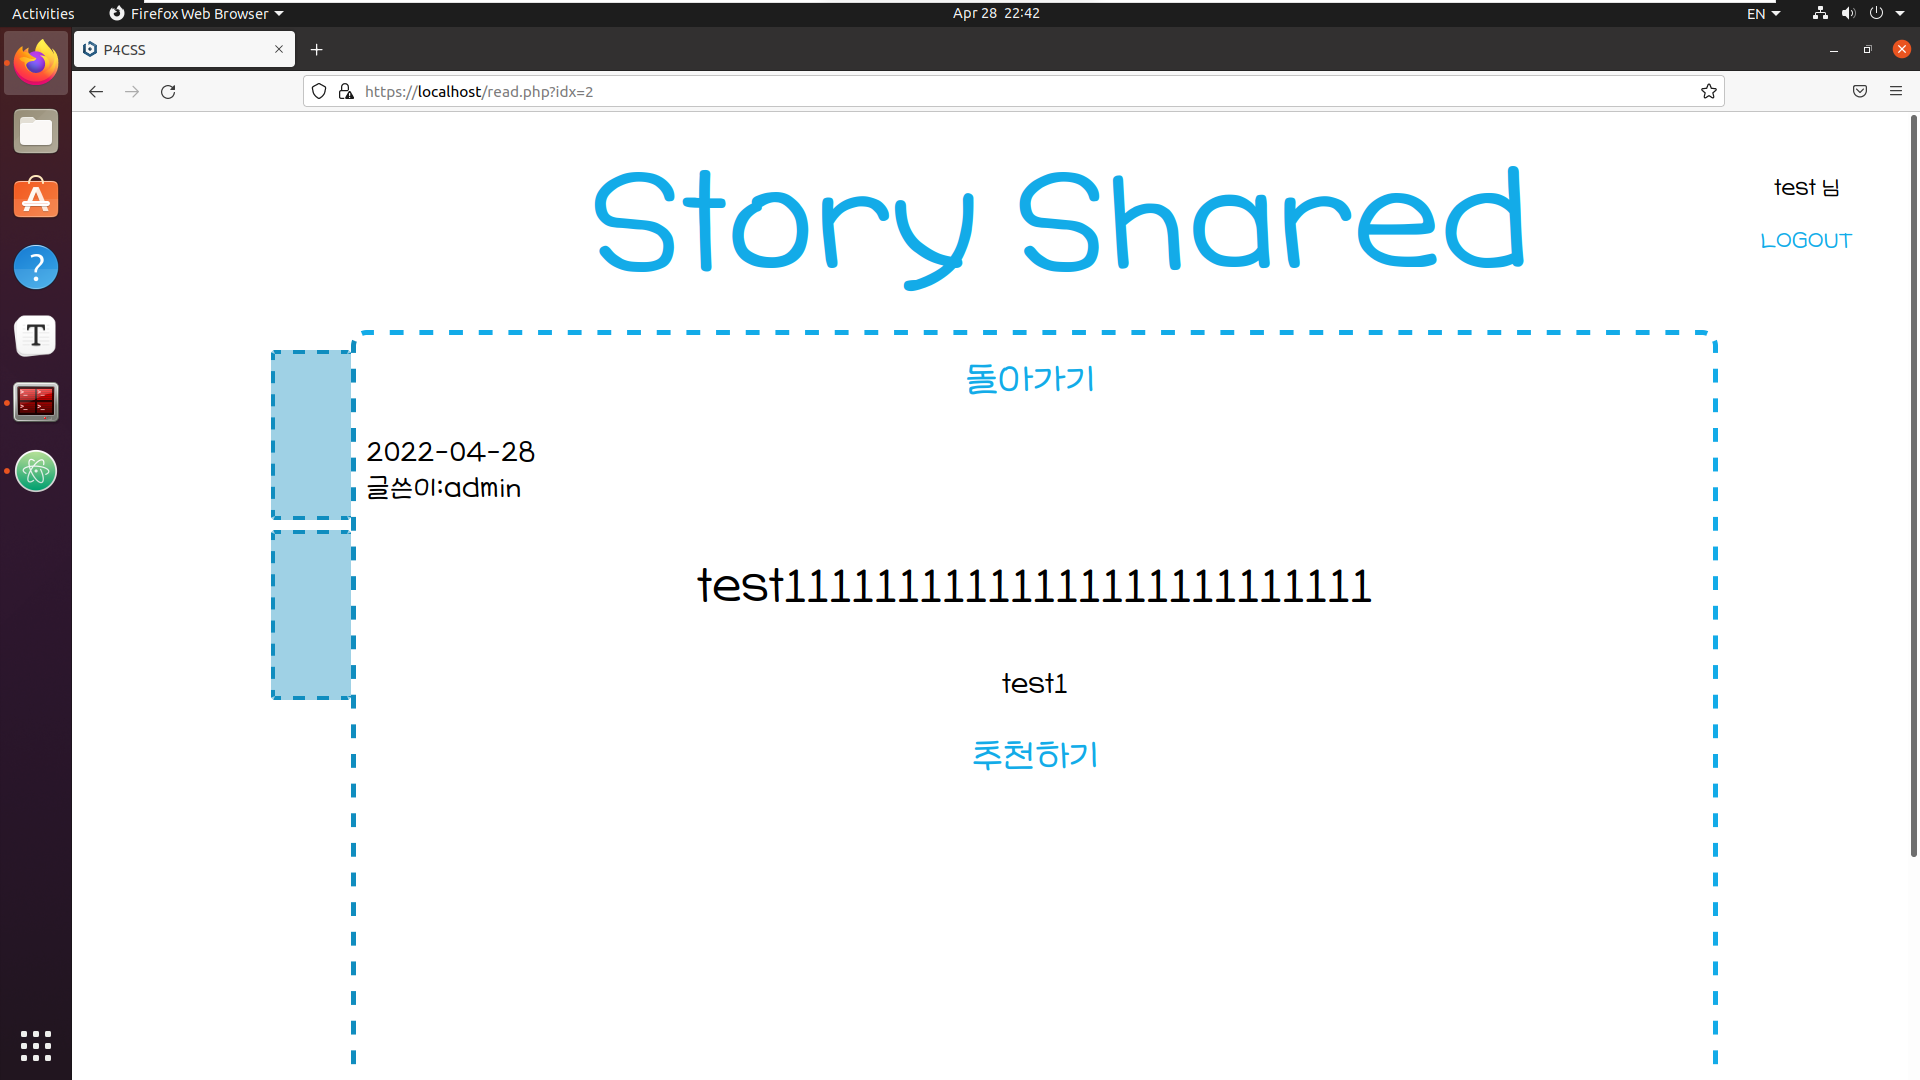 Activities
Firefox Web Browser
Apr 28 22:42
EN
P4CSS
https://localhost/read.php?idx=2
Story Shared
test 님
LOGOUT
돌아가기
2022-04-28
글쓴이:admin
test11111111111111111111111111
test1
추천하기